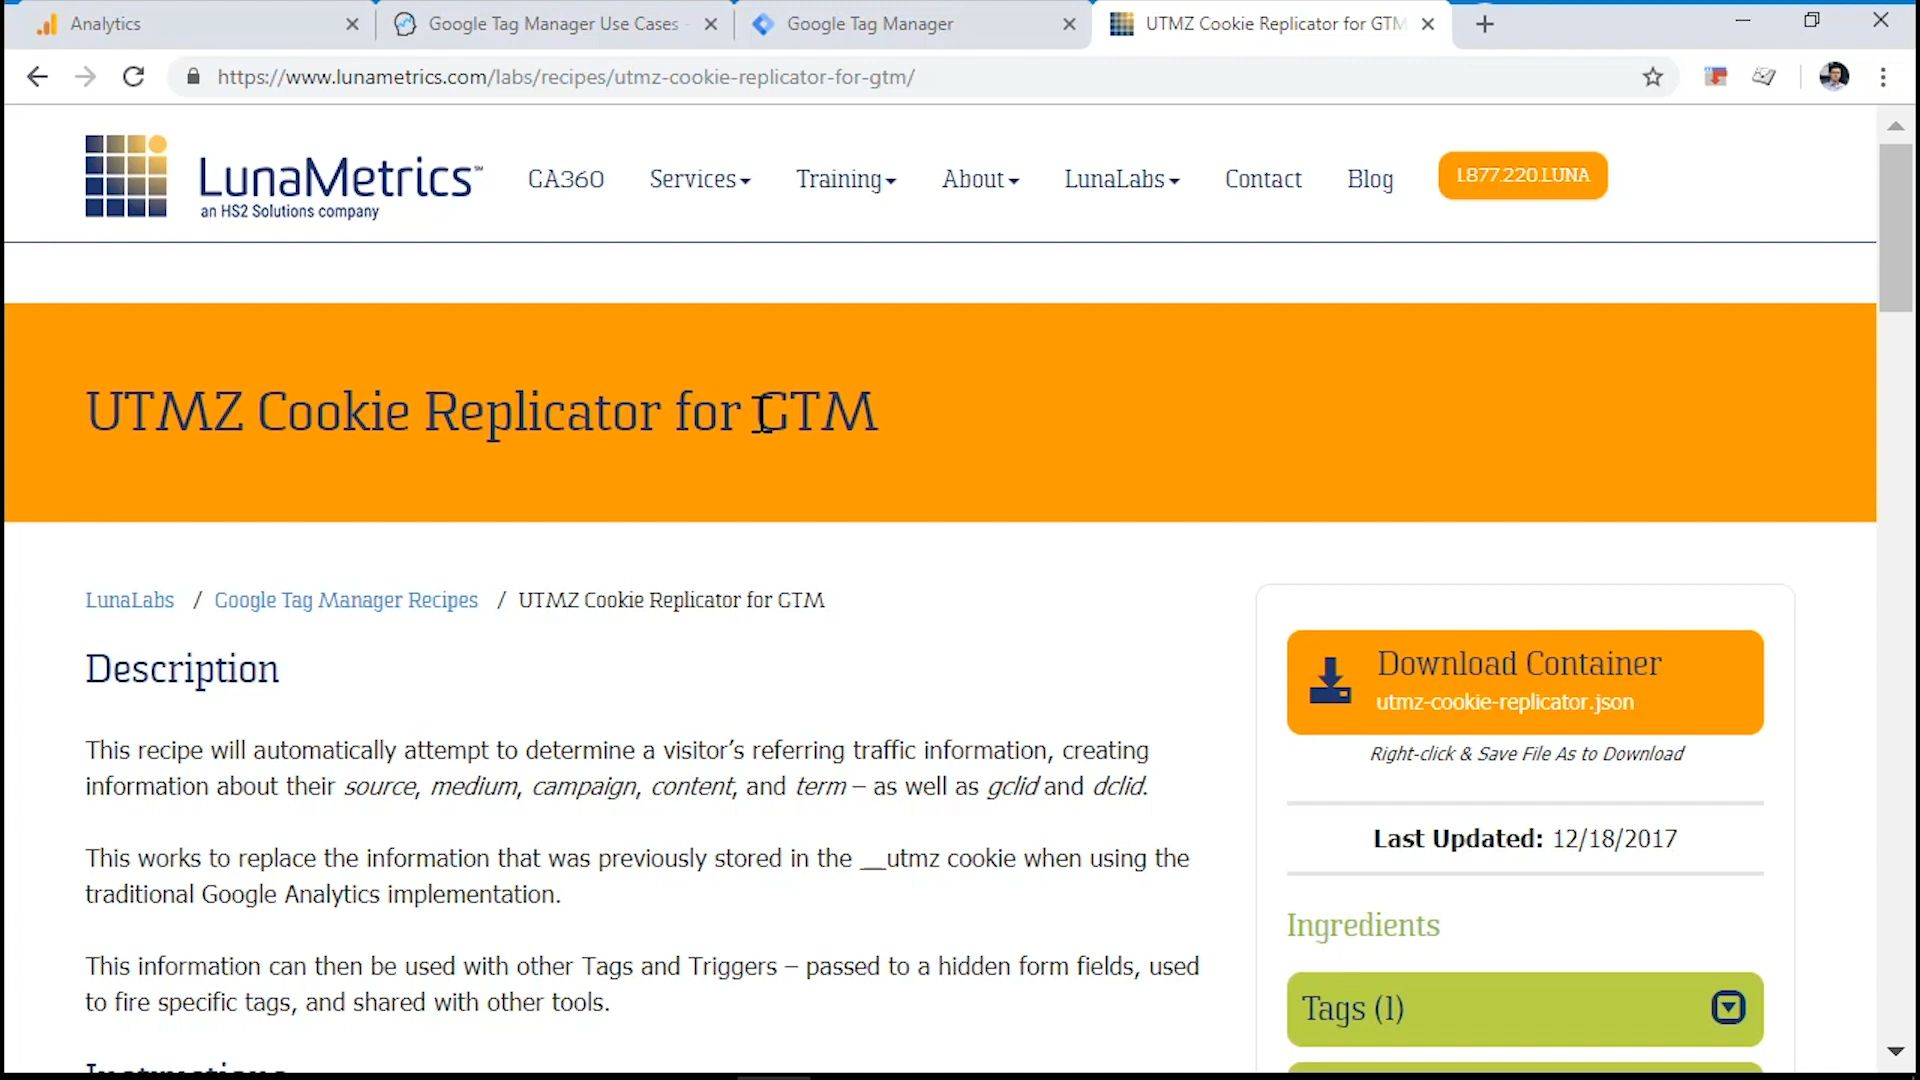 Analytics
Google Tag Manager Use Cases -
Google Tag Manager
UTMZ Cookie Replicator for GTM
https://www.lunametrics.com/labs/recipes/utmz-cookie-replicator-for-gtm/
LunaMetrics™
an HS2 Solutions company
GA360
Services
Training
About
LunaLabs
Contact
Blog
1.877.220.LUNA
UTMZ Cookie Replicator for GTM
LunaLabs / Google Tag Manager Recipes / UTMZ Cookie Replicator for GTM
Description
This recipe will automatically attempt to determine a visitor’s referring traffic information, creating
information about their source, medium, campaign, content, and term – as well as gclid and dclid.
This works to replace the information that was previously stored in the __utmz cookie when using the
traditional Google Analytics implementation.
This information can then be used with other Tags and Triggers – passed to a hidden form fields, used
to fire specific tags, and shared with other tools.
Instructions
Download Container
utmz-cookie-replicator.json
Right-click & Save File As to Download
Last Updated: 12/18/2017
Ingredients
Tags (1)